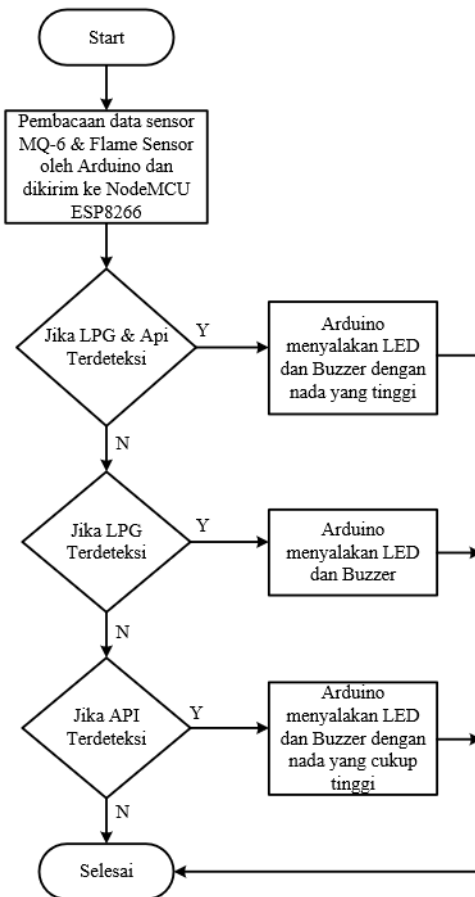 Start
Pembacaan data sensor
MQ-6 & Flame Sensor
oleh Arduino dan
dikirim ke NodeMCU
ESP8266
Jika LPG & Api
Terdeteksi
Y
Arduino
menyalakan LED
dan Buzzer dengan
nada yang tinggi
N
Jika LPG
Terdeteksi
Y
Arduino
menyalakan LED
dan Buzzer
N
Jika API
Terdeteksi
Y
Arduino
menyalakan LED
dan Buzzer dengan
nada yang cukup
tinggi
N
Selesai